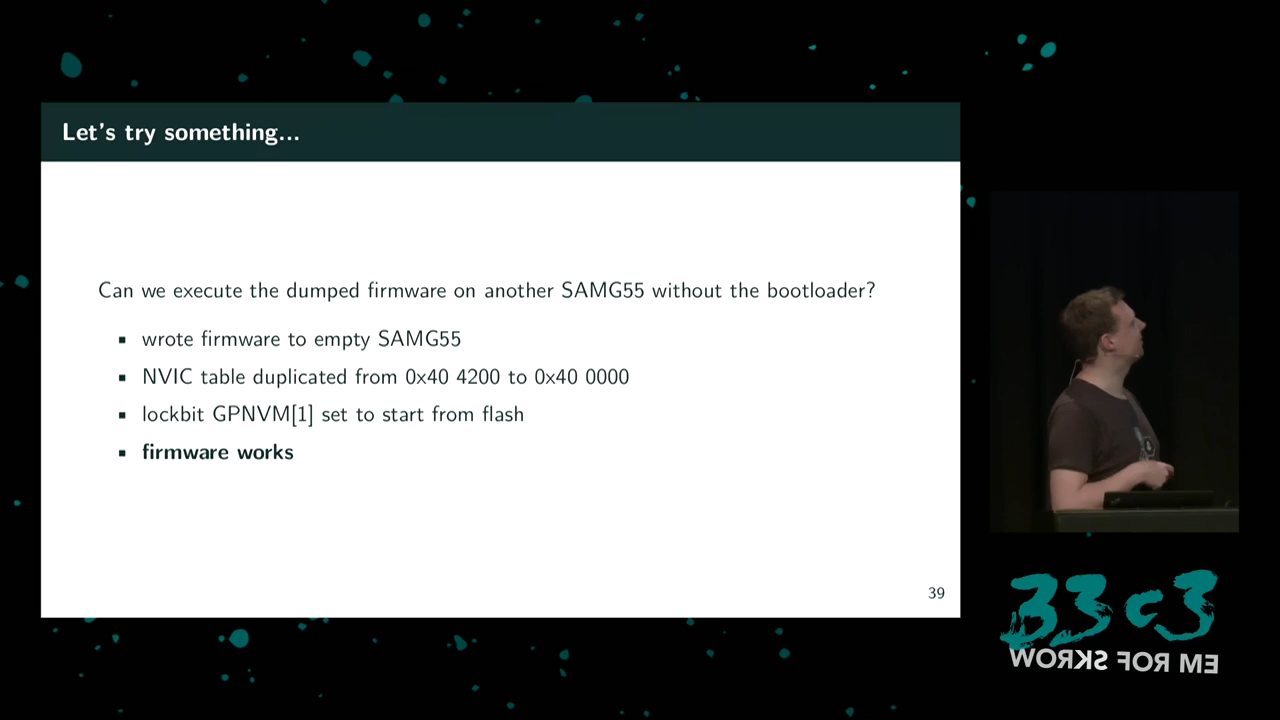 Let's try something...
Can we execute the dumped firmware on another SAMG55 without the bootloader?
▪ wrote firmware to empty SAMG55
▪ NVIC table duplicated from 0x40 4200 to 0x40 0000
▪ lockbit GPNVM[1] set to start from flash
▪ firmware works
39
33c3
WORKS FOR ME